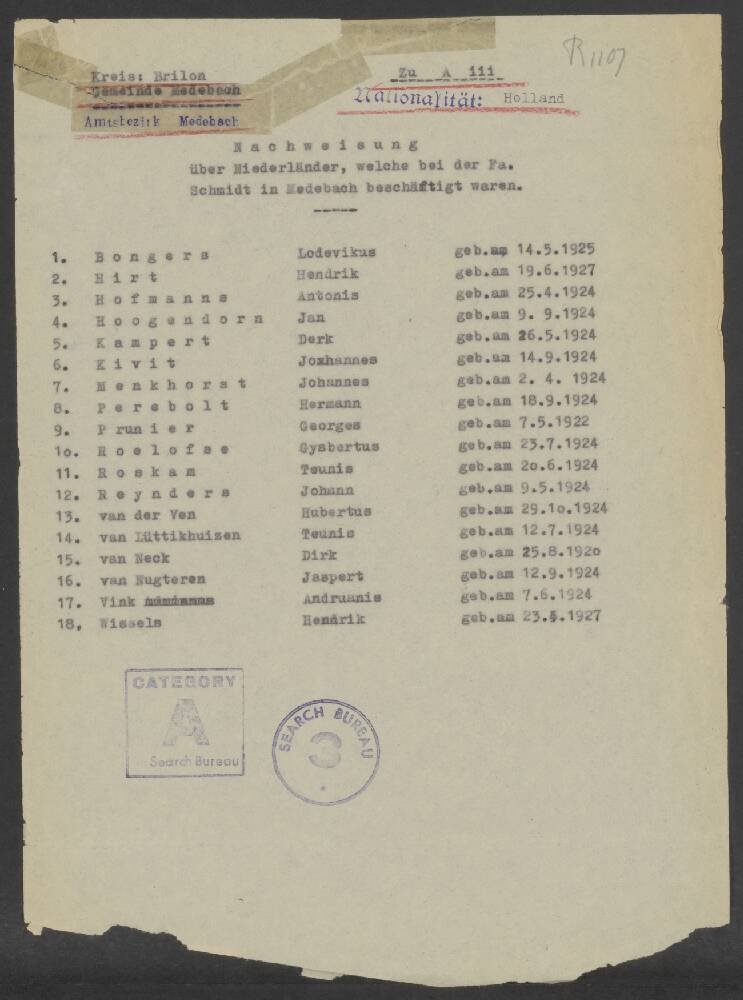 R 1107
Kreis: Brilon
Zu A iii
Gemeinde Medebach
Nationalität: Holland
Amtsbezirk Medebach
Nachweisung
über Niederländer, welche bei der Fa.
Schmidt in Medebach beschäftigt waren.
1. Bongers Lodevikus geb.am 14.5.1925
2. Hirt Hendrik geb.am 19.6.1927
3. Hofmanns Antonis geb.am 25.4.1924
4. Hoogendorn Jan geb.am 9. 9.1924
5. Kampert Derk geb.am 26.5.1924
6. Kivit Joxhannes geb.am 14.9.1924
7. Menkhorst Johannes geb.am 2. 4. 1924
8. Perebolt Hermann geb.am 18.9.1924
9. Prunier Georges geb.am 7.5.1922
1o. Roelofse Gysbertus geb.am 23.7.1924
11. Roskam Teunis geb.am 2o.6.1924
12. Reynders Johann geb.am 9.5.1924
13. van der Ven Hubertus geb.am 29.1o.1924
14. van Lüttikhuizen Teunis geb.am 12.7.1924
15. van Neck Dirk geb.am 25.8.192o
16. van Nugteren Jaspert geb.am 12.9.1924
17. Vink Andruanis geb.am 7.6.1924
18, Wissels Hendrik geb.am 23.5.1927
CATEGORY
A
Search Bureau
SEARCH BUREAU
3